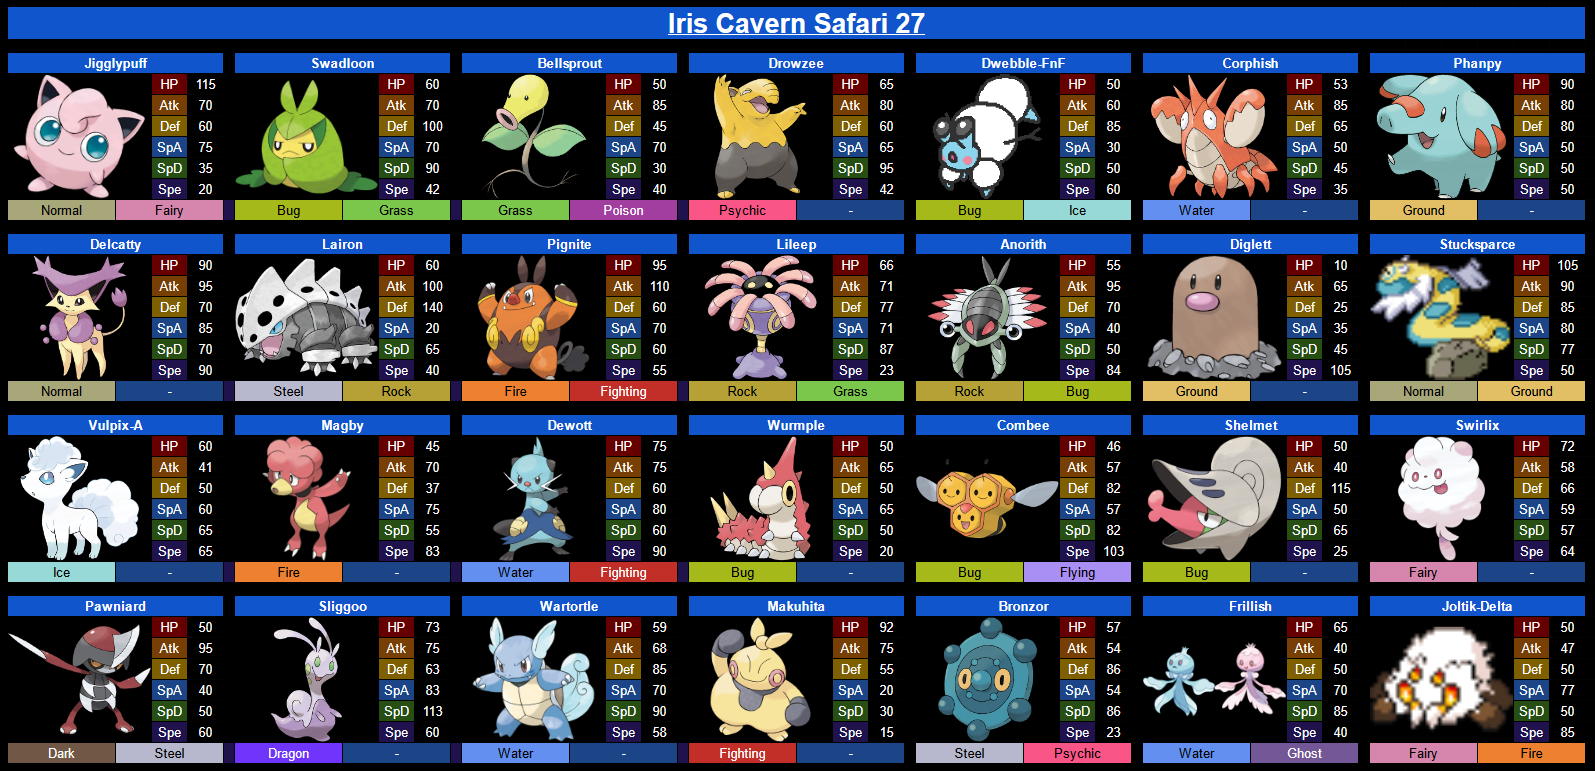 Iris Cavern Safari 27
Jigglypuff Swadloon Bellsprout Drowzee Dwebble-FnF Corphish Phanpy
HP 115 HP 60 HP 50 HP 65 HP 50 HP 53 HP 90
Atk 70 Atk 70 Atk 85 Atk 80 Atk 60 Atk 85 Atk 80
Def 60 Def 100 Def 45 Def 60 Def 85 Def 65 Def 80
SpA 75 SpA 70 SpA 70 SpA 65 SpA 30 SpA 50 SpA 50
SpD 35 SpD 90 SpD 30 SpD 95 SpD 50 SpD 45 SpD 50
Spe 20 Spe 42 Spe 40 Spe 42 Spe 60 Spe 35 Spe 50
Normal Fairy Bug Grass Grass Poison Psychic - Bug Ice Water - Ground -
Delcatty Lairon Pignite Lileep Anorith Diglett Stucksparce
HP 90 HP 60 HP 95 HP 66 HP 55 HP 10 HP 105
Atk 95 Atk 100 Atk 110 Atk 71 Atk 95 Atk 65 Atk 90
Def 70 Def 140 Def 60 Def 77 Def 70 Def 25 Def 85
SpA 85 SpA 20 SpA 70 SpA 71 SpA 40 SpA 35 SpA 80
SpD 70 SpD 65 SpD 60 SpD 87 SpD 50 SpD 45 SpD 77
Spe 90 Spe 40 Spe 55 Spe 23 Spe 84 Spe 105 Spe 50
Normal - Steel Rock Fire Fighting Rock Grass Rock Bug Ground - Normal Ground
Vulpix-A Magby Dewott Wurmple Combee Shelmet Swirlix
HP 60 HP 45 HP 75 HP 50 HP 46 HP 50 HP 72
Atk 41 Atk 70 Atk 75 Atk 65 Atk 57 Atk 40 Atk 58
Def 50 Def 37 Def 60 Def 50 Def 82 Def 115 Def 66
SpA 60 SpA 75 SpA 80 SpA 65 SpA 57 SpA 50 SpA 59
SpD 65 SpD 55 SpD 60 SpD 50 SpD 82 SpD 65 SpD 57
Spe 65 Spe 83 Spe 90 Spe 20 Spe 103 Spe 25 Spe 64
Ice - Fire - Water Fighting Bug - Bug Flying Bug - Fairy -
Pawniard Sliggoo Wartortle Makuhita Bronzor Frillish Joltik-Delta
HP 50 HP 73 HP 59 HP 92 HP 57 HP 65 HP 50
Atk 95 Atk 75 Atk 68 Atk 75 Atk 54 Atk 40 Atk 47
Def 70 Def 63 Def 85 Def 55 Def 86 Def 50 Def 50
SpA 40 SpA 83 SpA 70 SpA 20 SpA 54 SpA 70 SpA 77
SpD 50 SpD 113 SpD 90 SpD 30 SpD 86 SpD 85 SpD 50
Spe 60 Spe 60 Spe 58 Spe 15 Spe 23 Spe 40 Spe 85
Dark Steel Dragon - Water - Fighting - Steel Psychic Water Ghost Fairy Fire